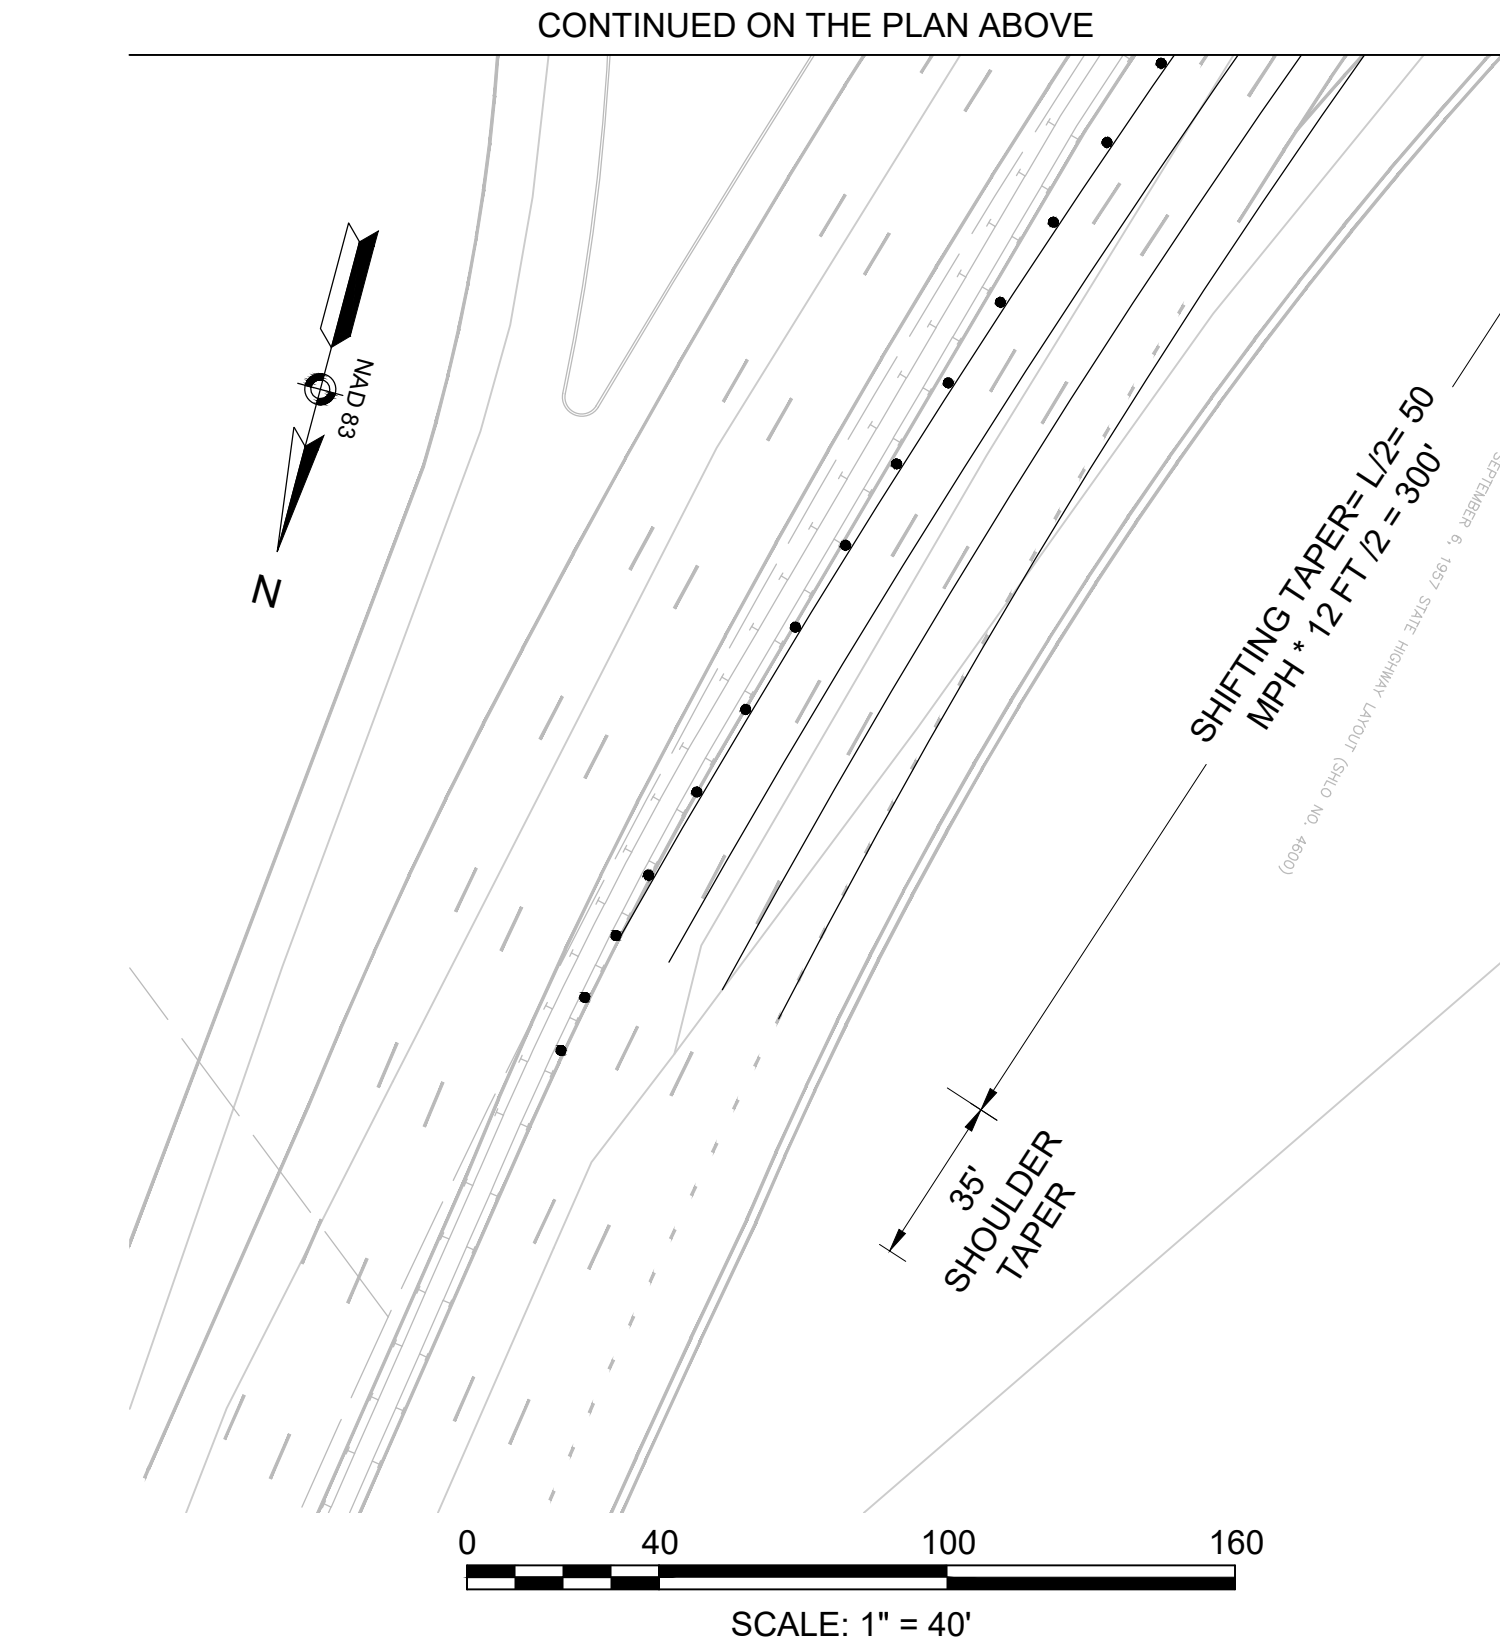 CONTINUED ON THE PLAN ABOVE
NAD 83
N
SHIFTING TAPER= L/2= 50
MPH * 12 FT /2 = 300'
SEPTEMBER 6, 1957 STATE HIGHWAY LAYOUT (SHLO NO. 4600)
35'
SHOULDER
TAPER
0 40 100 160
SCALE: 1" = 40'